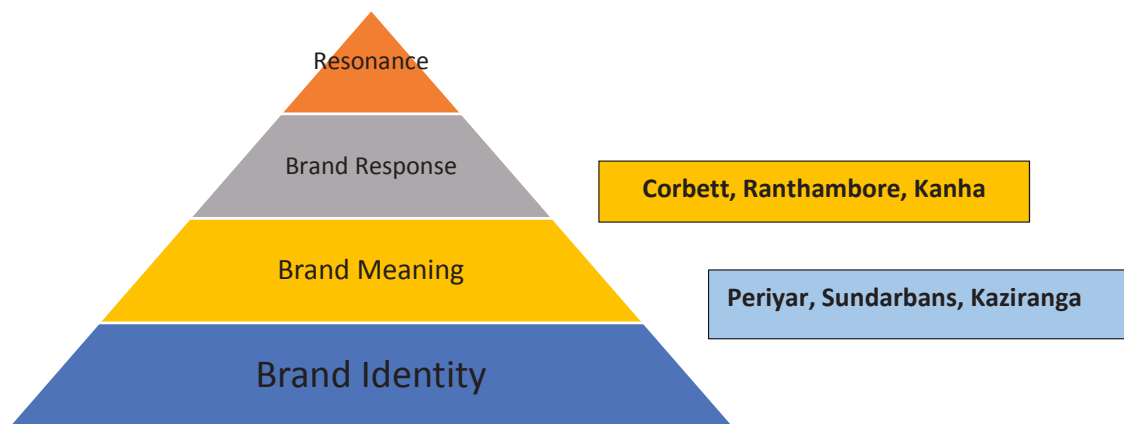 Resonance
Brand Response
Corbett, Ranthambore, Kanha
Brand Meaning
Periyar, Sundarbans, Kaziranga
Brand Identity